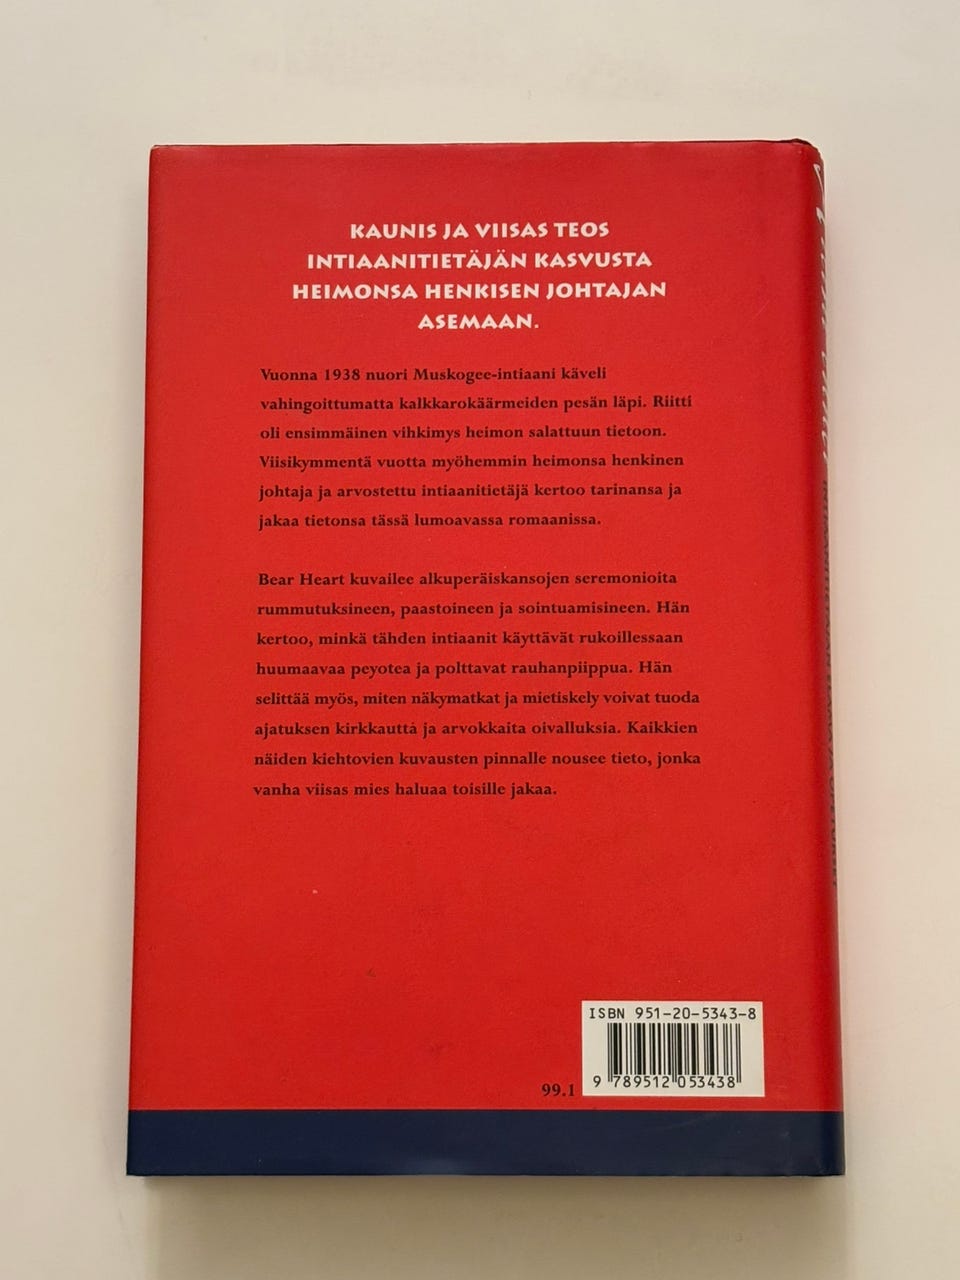 KAUNIS JA VIISAS TEOS
INTIAANITIETÄJÄN KASVUSTA
HEIMONSA HENKISEN JOHTAJAN
ASEMAAN.
Vuonna 1938 nuori Muskogee-intiaani käveli
vahingoittumatta kalkkarokäärmeiden pesän läpi. Riitti
oli ensimmäinen vihkimys heimon salattuun tietoon.
Viisikymmentä vuotta myöhemmin heimonsa henkinen
johtaja ja arvostettu intiaanitietäjä kertoo tarinansa ja
jakaa tietonsa tässä lumoavassa romaanissa.
Bear Heart kuvailee alkuperäiskansojen seremonioita
rummutuksineen, paastoineen ja sointuamisineen. Hän
kertoo, minkä tähden intiaanit käyttävät rukoillessaan
huumaavaa peyotea ja polttavat rauhanpiippua. Hän
selittää myös, miten näkymatkat ja mietiskely voivat tuoda
ajatuksen kirkkautta ja arvokkaita oivalluksia. Kaikkien
näiden kiehtovien kuvausten pinnalle nousee tieto, jonka
vanha viisas mies haluaa toisille jakaa.
ISBN 951-20-5343-8
9 789512 053438
99.1